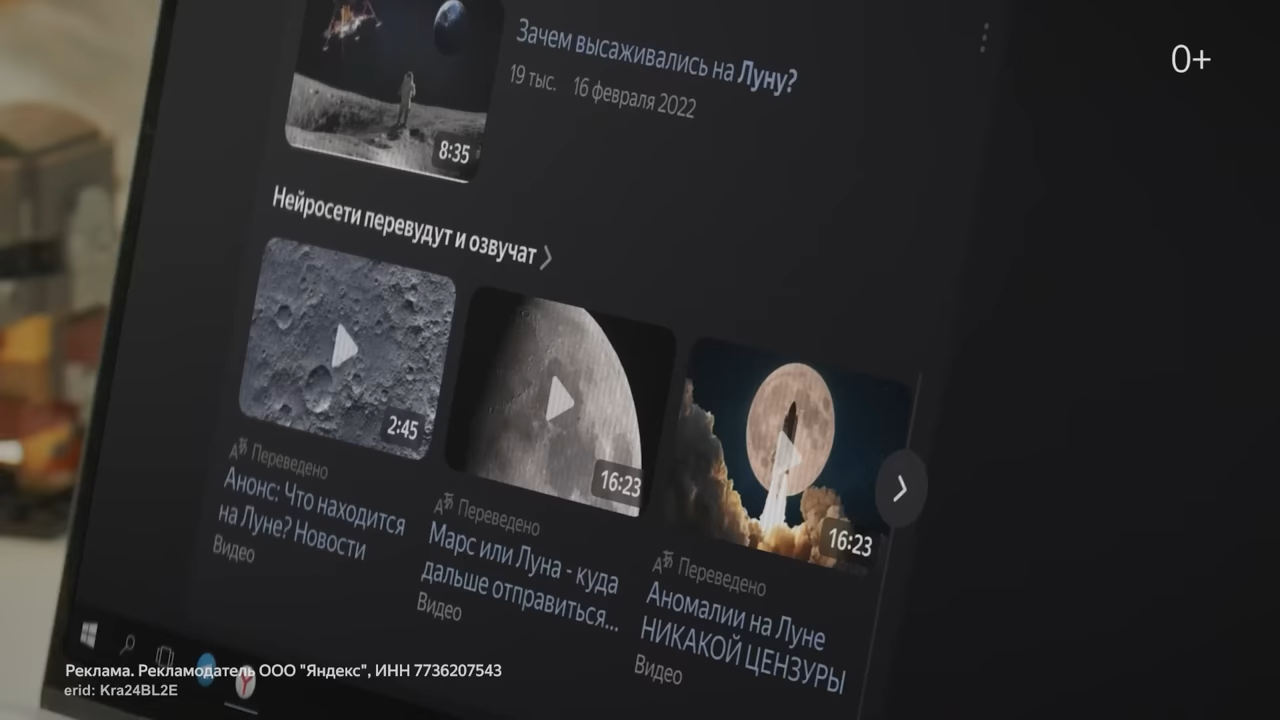 0+
Зачем высаживались на Луну?
19 тыс. 16 февраля 2022
8:35
Нейросети переведут и озвучат
2:45
16:23
16:23
Переведено
Анонс: Что находится
на Луне? Новости
Видео
Переведено
Марс или Луна - куда
дальше отправиться...
Видео
Переведено
Аномалии на Луне
НИКАКОЙ ЦЕНЗУРЫ
Видео
Реклама. Рекламодатель ООО "Яндекс", ИНН 7736207543
erid: Kra24BL2E